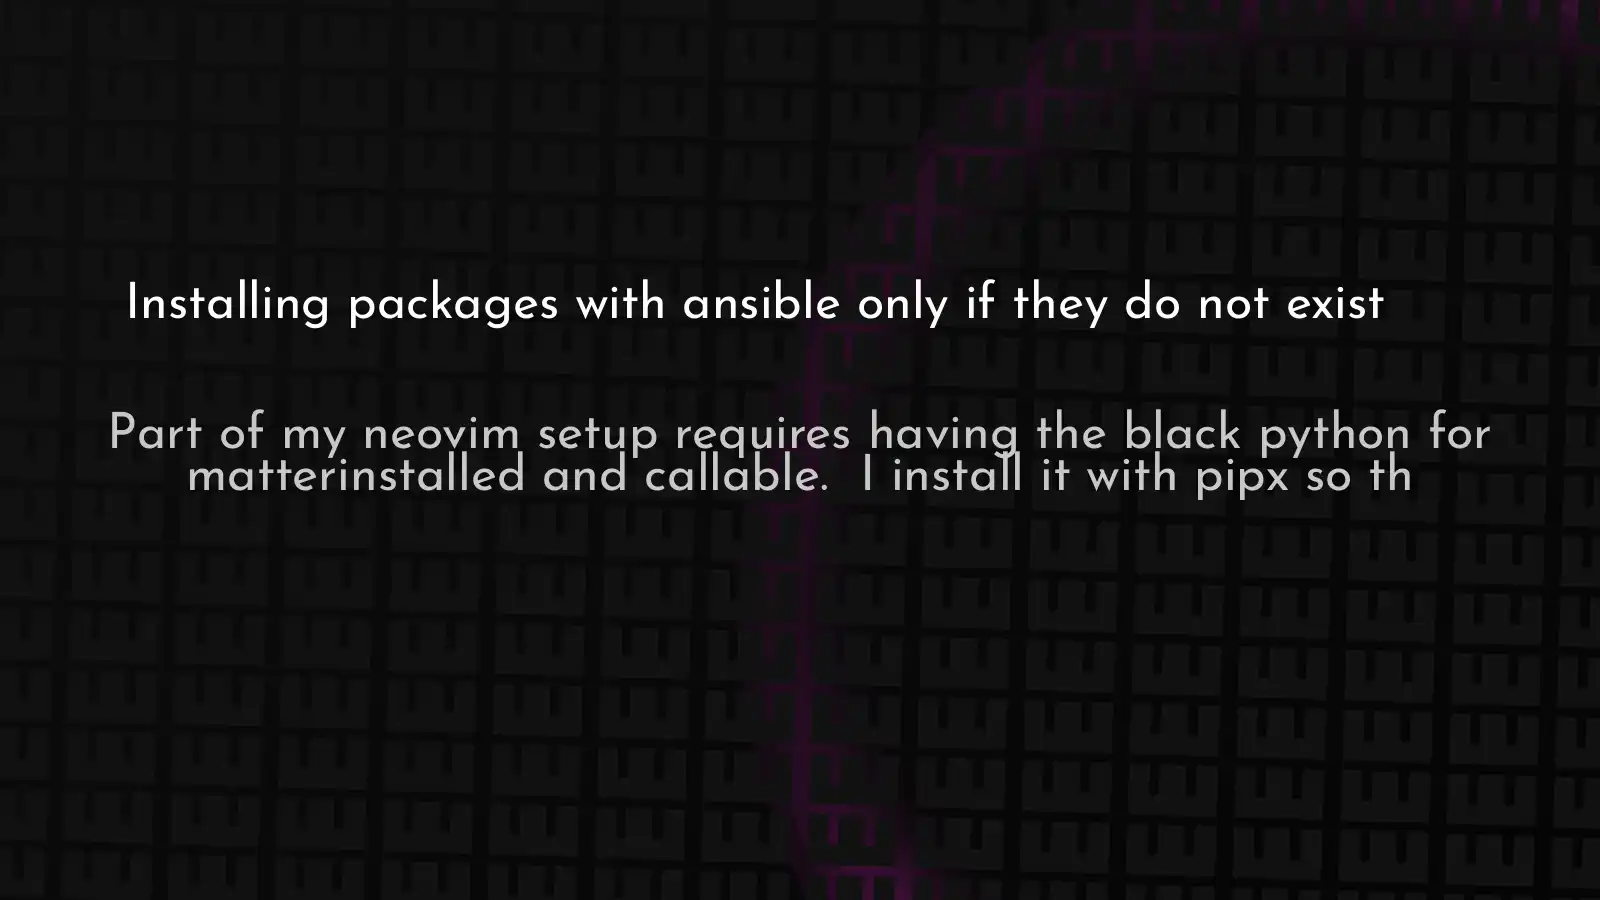 Installing packages with ansible only if they do not exist
Part of my neovim setup requires having the black python for
matterinstalled and callable.  I install it with pipx so th